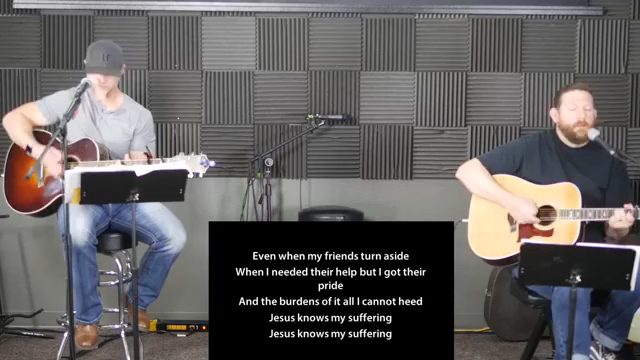 Even when my friends turn aside
When I needed their help but I got their
pride
And the burdens of it all I cannot heed
Jesus knows my suffering
Jesus knows my suffering